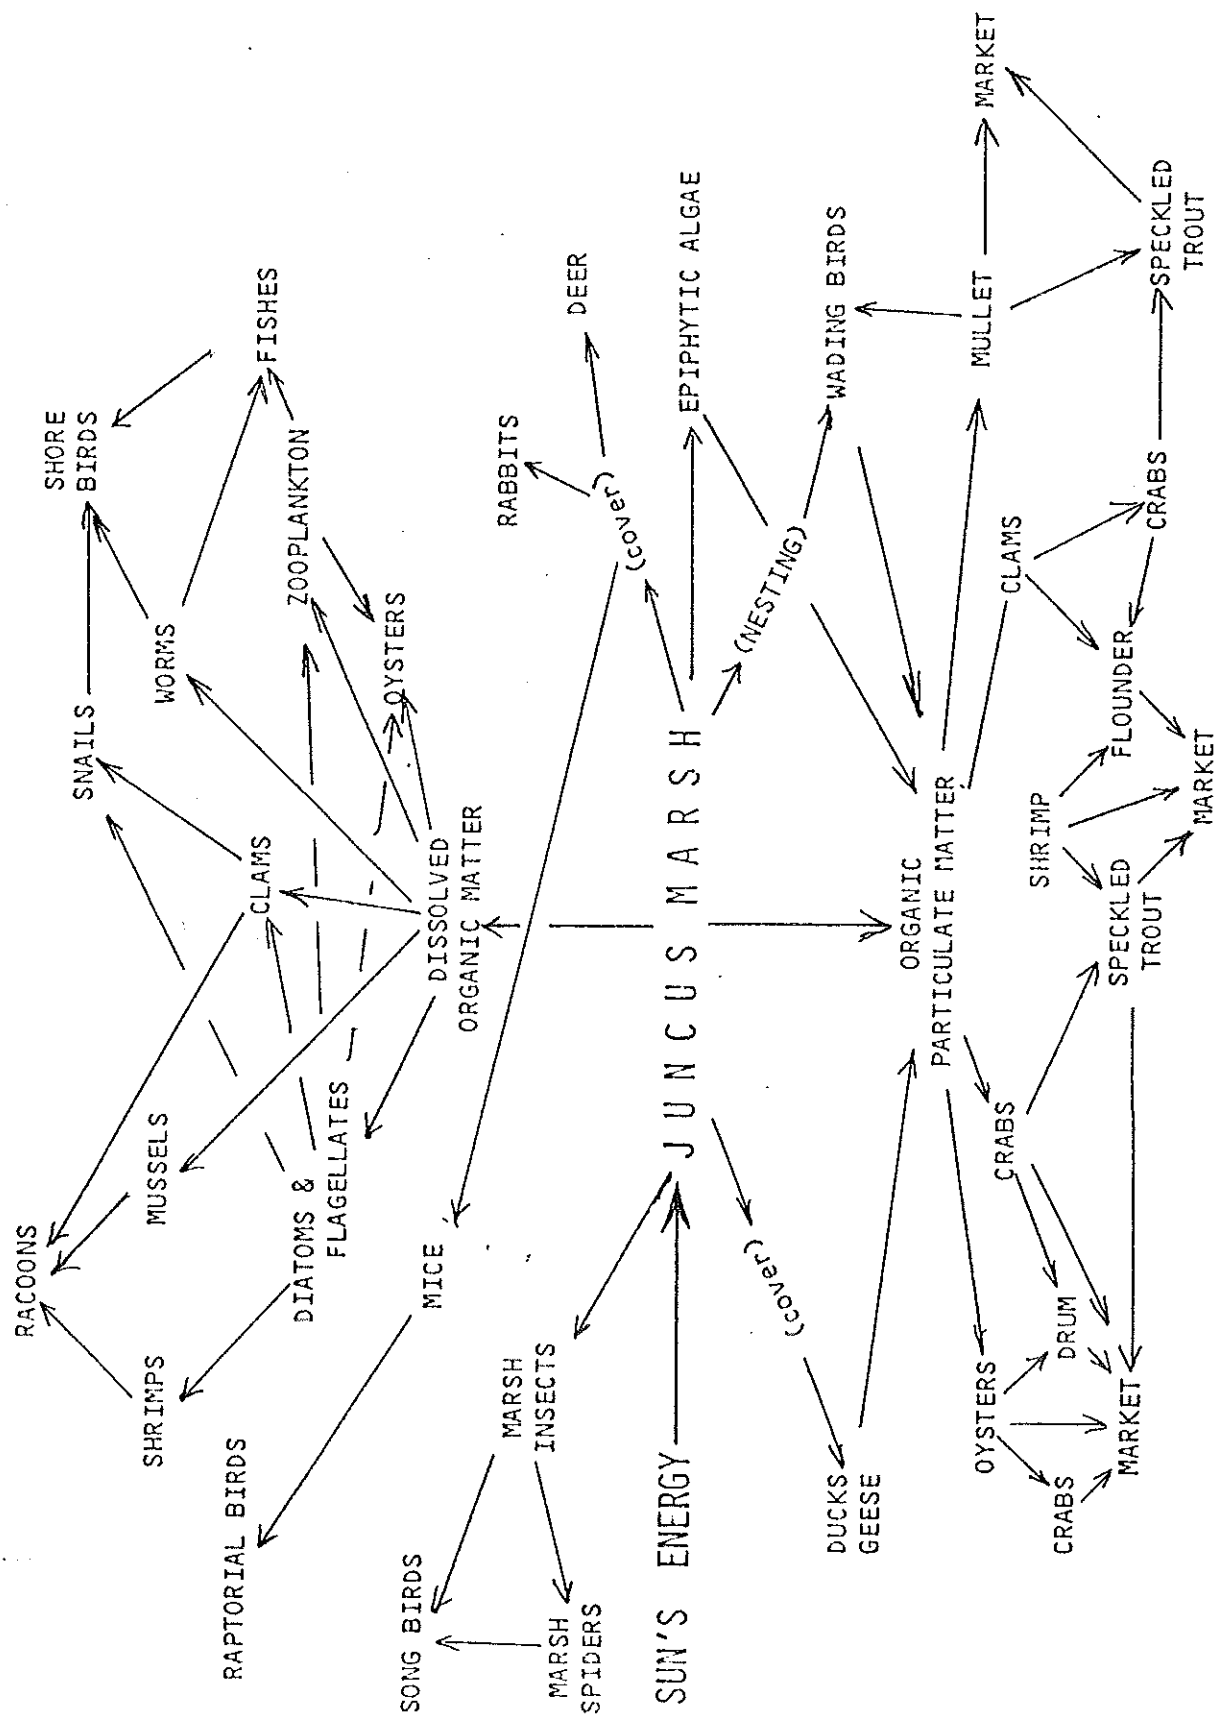 RACOONS
SNAILS
SHORE
BIRDS
SHRIMPS
MUSSELS
WORMS
RAPTORIAL BIRDS
CLAMS
FISHES
DIATOMS &
FLAGELLATES
ZOOPLANKTON
OYSTERS
SONG BIRDS
MICE
DISSOLVED
ORGANIC MATTER
MARSH
INSECTS
RABBITS
DEER
MARSH
SPIDERS
(cover)
SUN'S ENERGY
JUNCUS MARSH
EPIPHYTIC ALGAE
(cover)
(NESTING)
DUCKS
GEESE
WADING BIRDS
ORGANIC
PARTICULATE MATTER
OYSTERS
CRABS
CLAMS
MULLET
MARKET
CRABS
DRUM
SHRIMP
MARKET
SPECKLED
TROUT
FLOUNDER
CRABS
SPECKLED
TROUT
MARKET